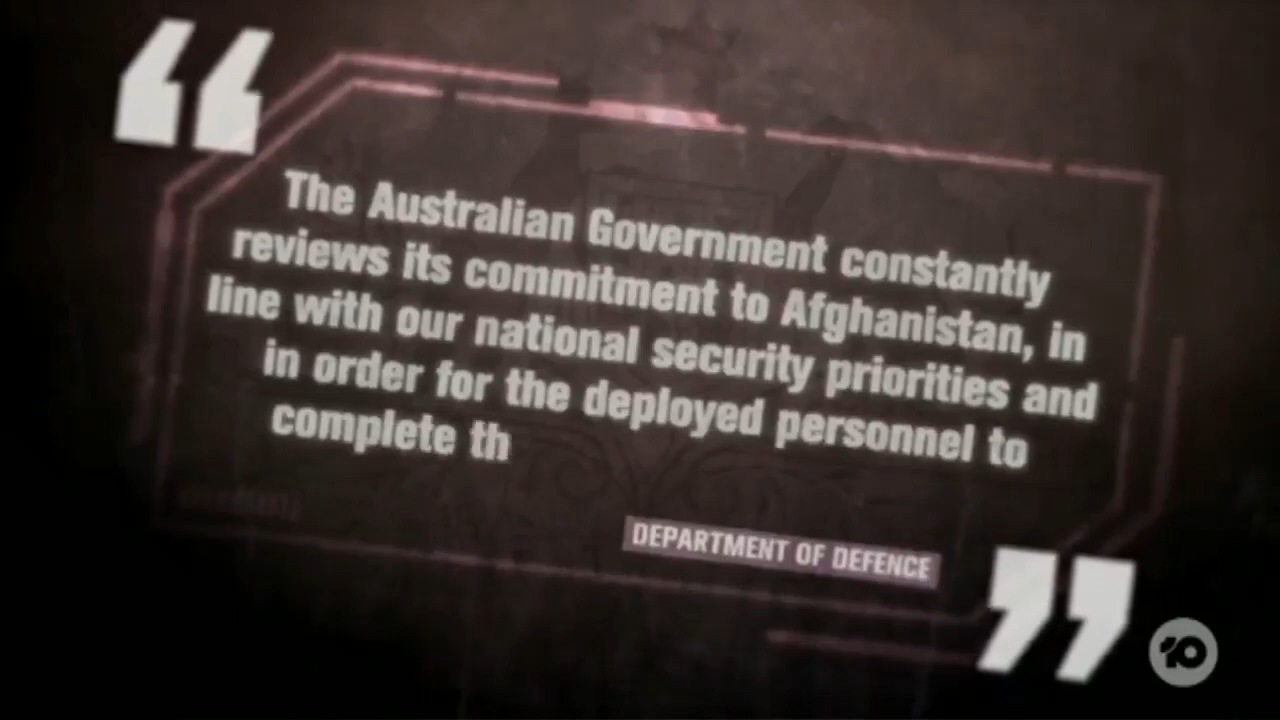 “
The Australian Government constantly
reviews its commitment to Afghanistan, in
line with our national security priorities and
in order for the deployed personnel to
complete th
DEPARTMENT OF DEFENCE
”
10